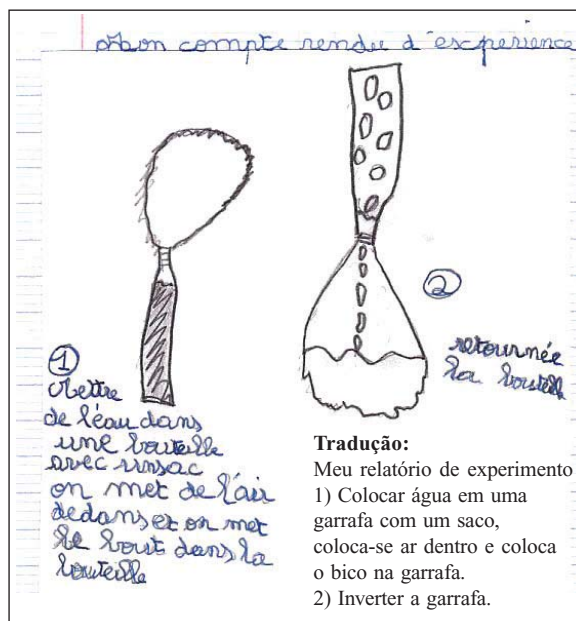 Mon compte rendu d'experience
①
Mettre
de l'eau dans
une bouteille
avec un sac
on met de l'air
dedans et on met
le bout dans la
bouteille
②
retournée
la bouteille
Tradução:
Meu relatório de experimento
1) Colocar água em uma
garrafa com um saco,
coloca-se ar dentro e coloca
o bico na garrafa.
2) Inverter a garrafa.